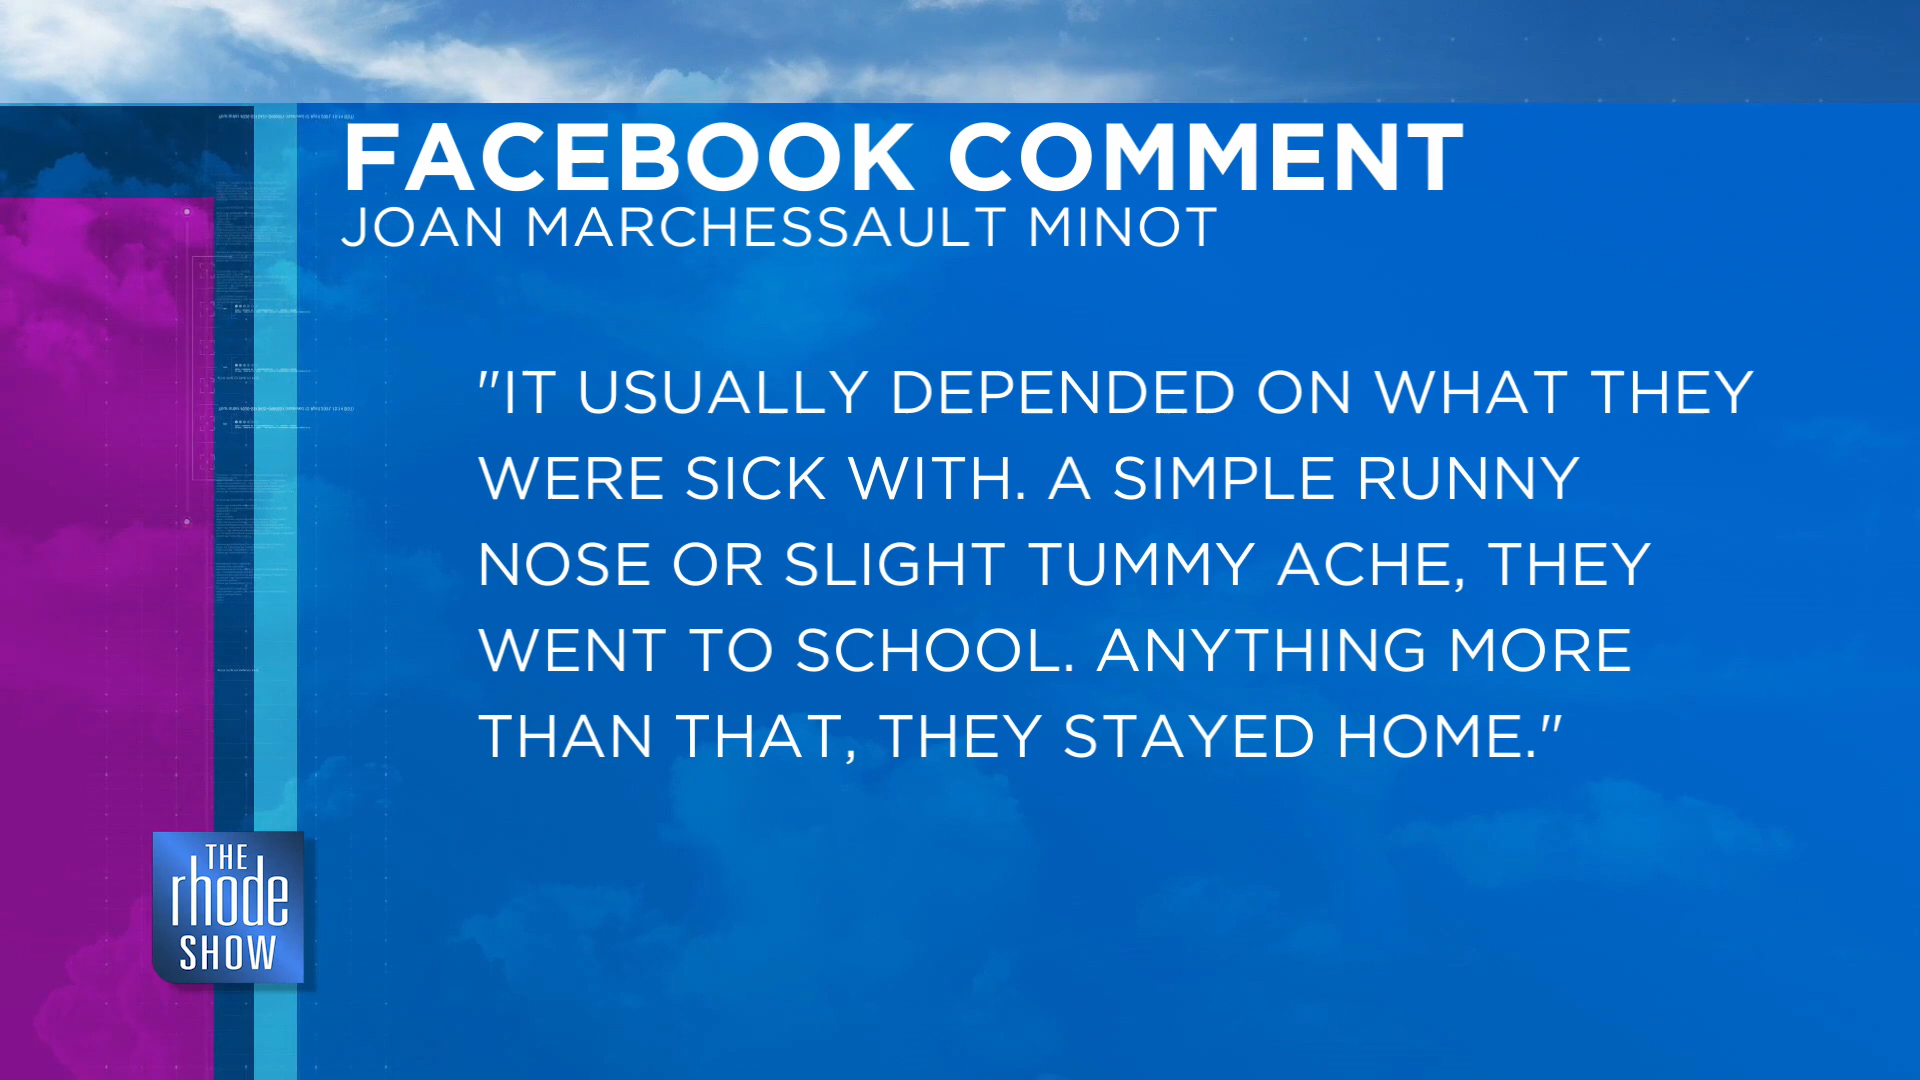 FACEBOOK COMMENT
JOAN MARCHESSAULT MINOT
"IT USUALLY DEPENDED ON WHAT THEY
WERE SICK WITH. A SIMPLE RUNNY
NOSE OR SLIGHT TUMMY ACHE, THEY
WENT TO SCHOOL. ANYTHING MORE
THAN THAT, THEY STAYED HOME."
THE
rhode
SHOW